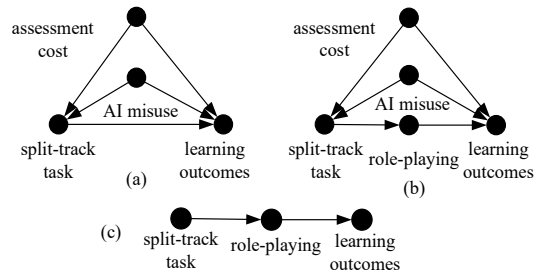 assessment
cost
AI misuse
split-track
task
learning
outcomes
(a)
assessment
cost
AI misuse
split-track
task
role-playing
learning
outcomes
(b)
(c)
split-track
task
role-playing
learning
outcomes